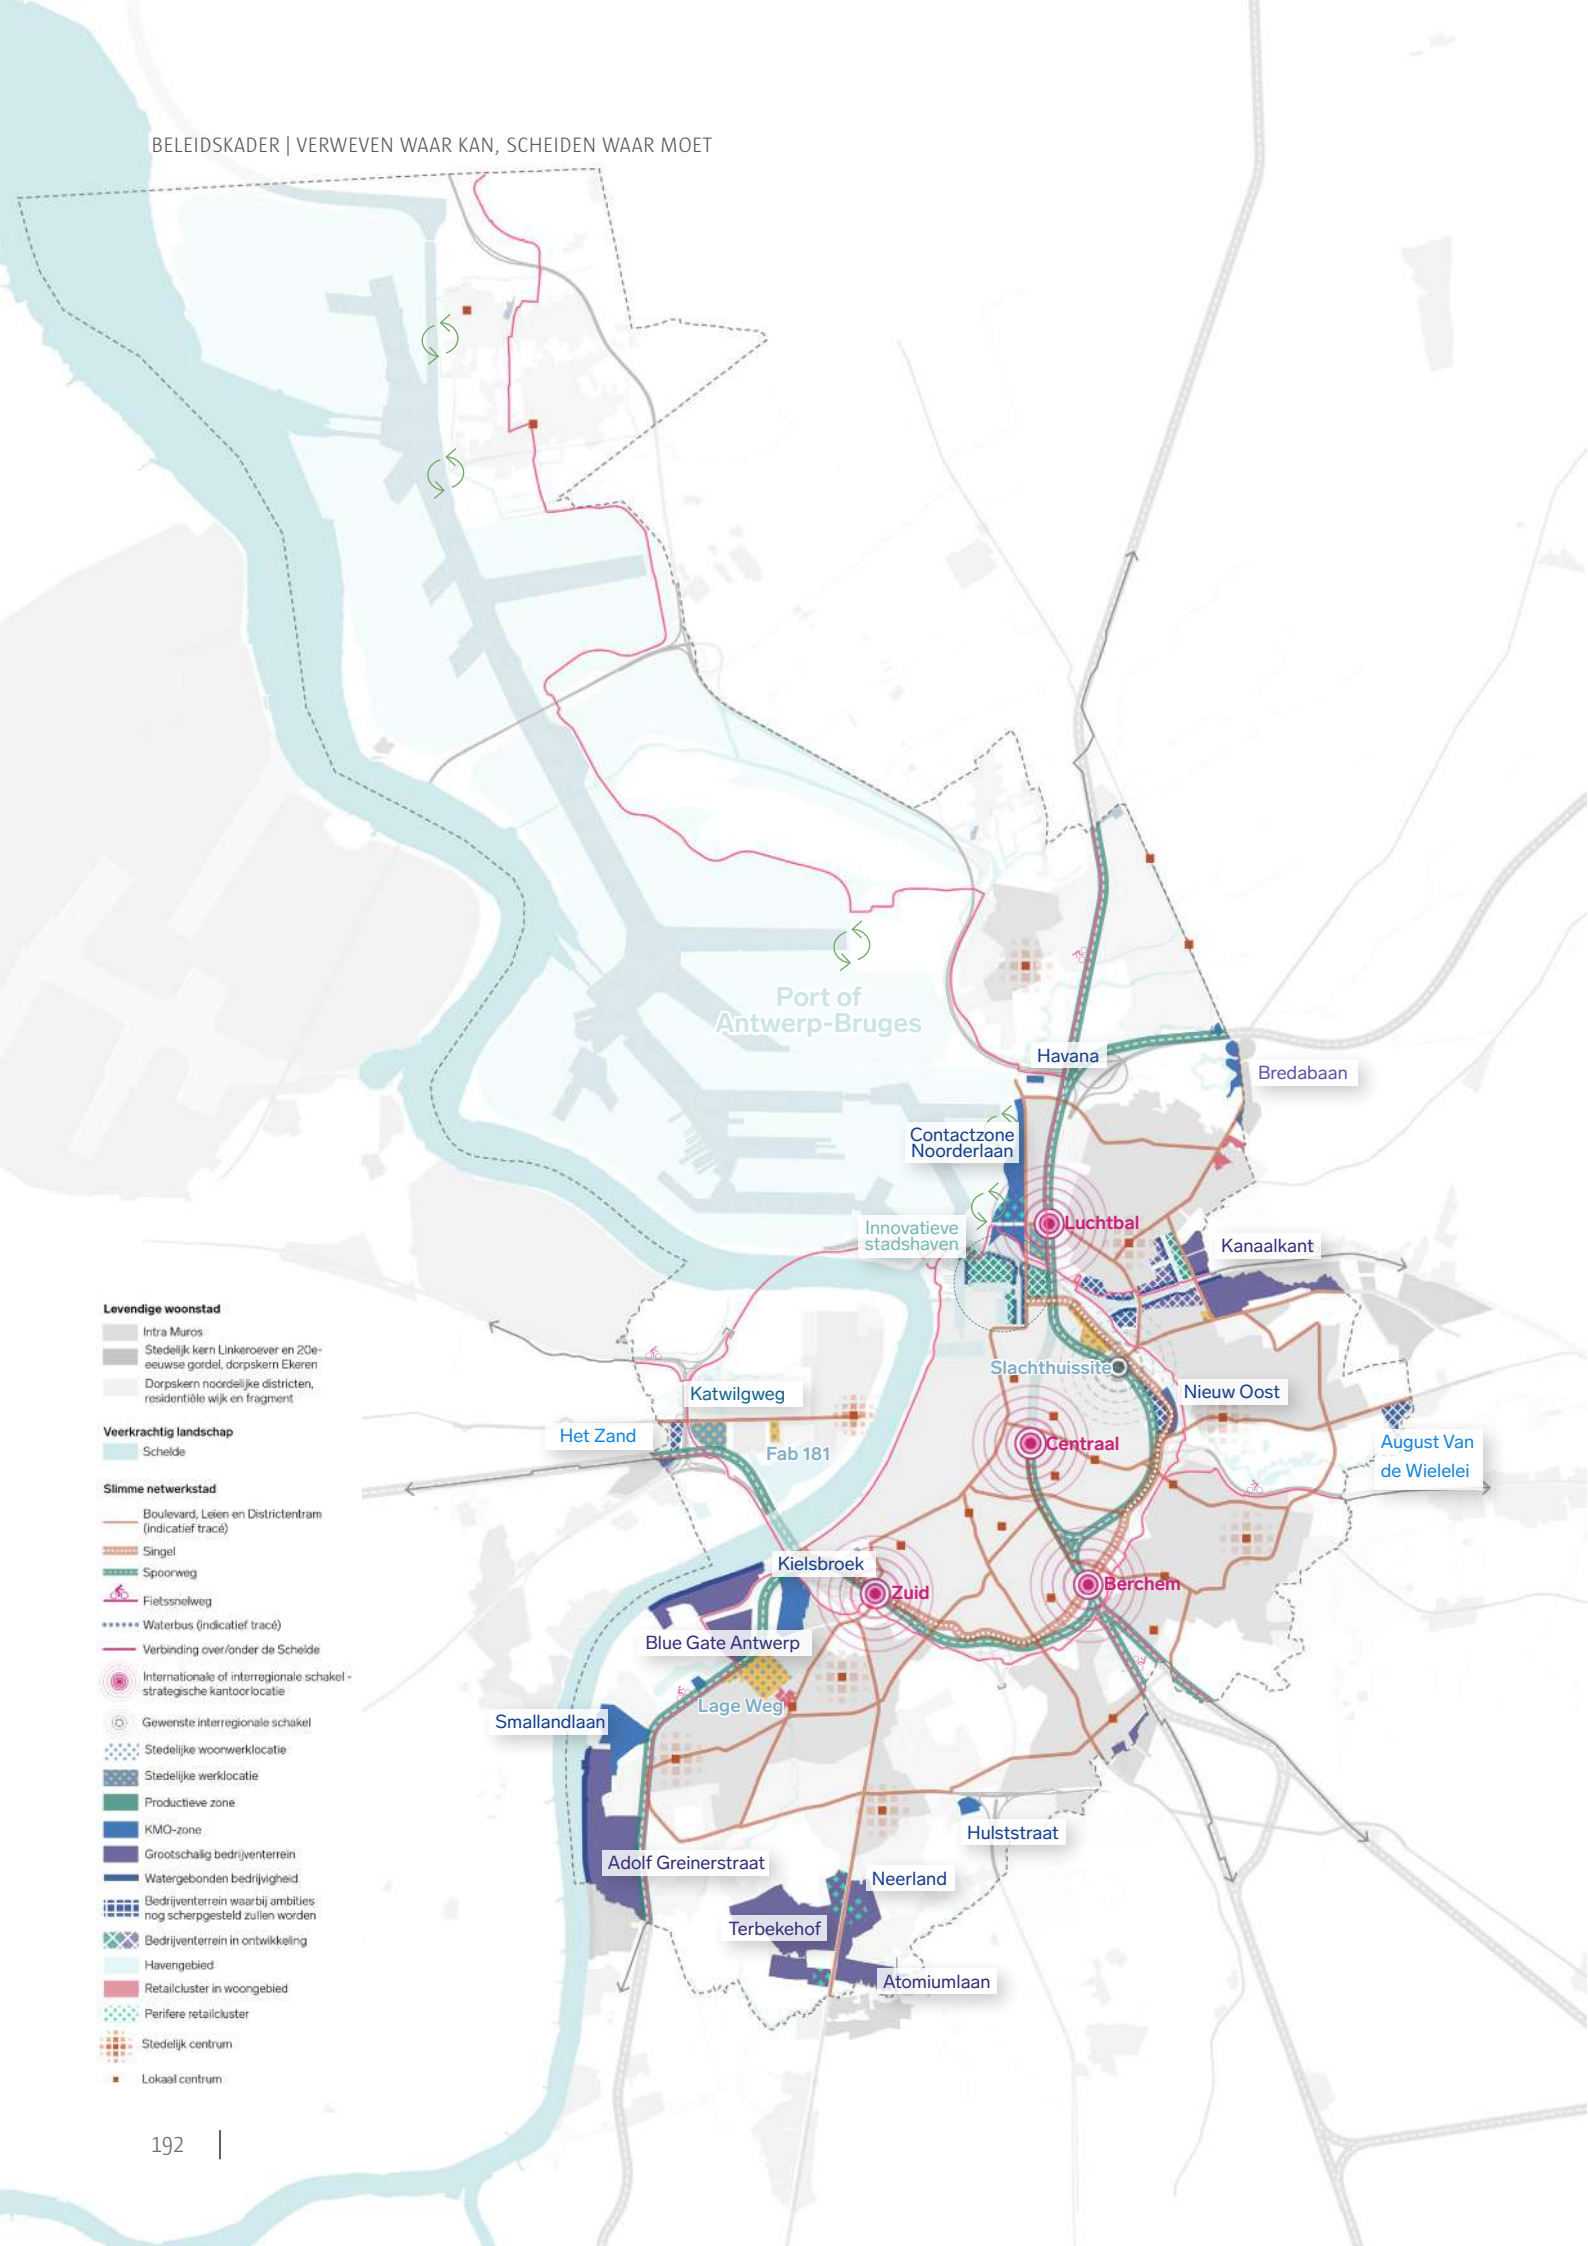 BELEIDSKADER | VERWEVEN WAAR KAN, SCHEIDEN WAAR MOET
Port of
Antwerp-Bruges
Havana
Bredabaan
Contactzone
Noorderlaan
Luchtbal
Innovatieve
stadshaven
Kanaalkant
Slachthuissite
Nieuw Oost
Katwilgweg
Het Zand
Fab 181
Centraal
August Van
de Wielelei
Kielsbroek
Zuid
Berchem
Blue Gate Antwerp
Lage Weg
Smallandlaan
Hulststraat
Adolf Greinerstraat
Neerland
Terbekehof
Atomiumlaan
Levendige woonstad
Intra Muros
Stedelijk kern Linkeroever en 20e-
eeuwse gordel, dorpskern Ekeren
Dorpskern noordelijke districten,
residentiële wijk en fragment
Veerkrachtig landschap
Schelde
Slimme netwerkstad
Boulevard, Leien en Districtentram
(indicatief tracé)
Singel
Spoorweg
Fietssnelweg
Waterbus (indicatief tracé)
Verbinding over/onder de Schelde
Internationale of interregionale schakel -
strategische kantoorlocatie
Gewenste interregionale schakel
Stedelijke woonwerklocatie
Stedelijke werklocatie
Productieve zone
KMO-zone
Grootschalig bedrijventerrein
Watergebonden bedrijvigheid
Bedrijventerrein waarbij ambities
nog scherpgesteld zullen worden
Bedrijventerrein in ontwikkeling
Havengebied
Retailcluster in woongebied
Perifere retailcluster
Stedelijk centrum
Lokaal centrum
192 |